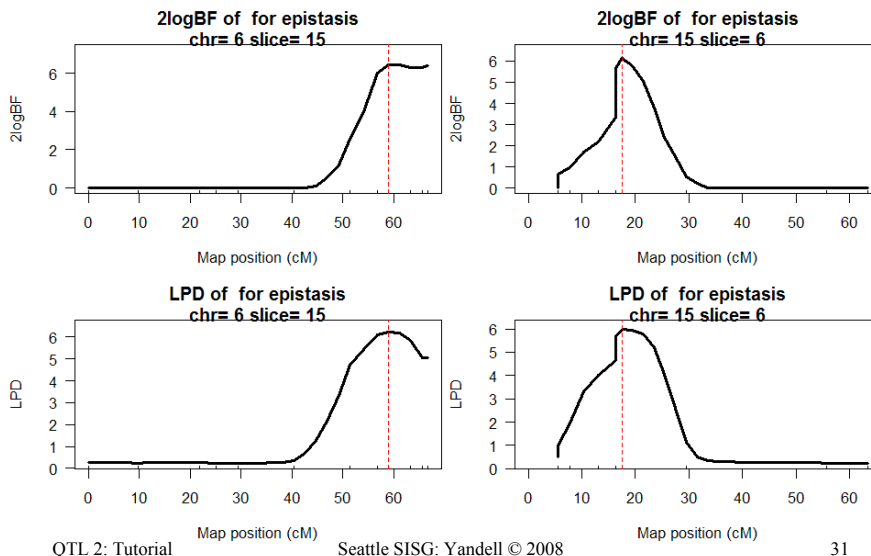 2logBF of for epistasis
chr= 6 slice= 15
2logBF
6
4
2
0
0 10 20 30 40 50 60
Map position (cM)
2logBF of for epistasis
chr= 15 slice= 6
2logBF
6
5
4
3
2
1
0
0 10 20 30 40 50 60
Map position (cM)
LPD of for epistasis
chr= 6 slice= 15
LPD
6
5
4
3
2
1
0
0 10 20 30 40 50 60
Map position (cM)
LPD of for epistasis
chr= 15 slice= 6
LPD
6
5
4
3
2
1
0
0 10 20 30 40 50 60
Map position (cM)
QTL 2: Tutorial Seattle SISG: Yandell © 2008 31